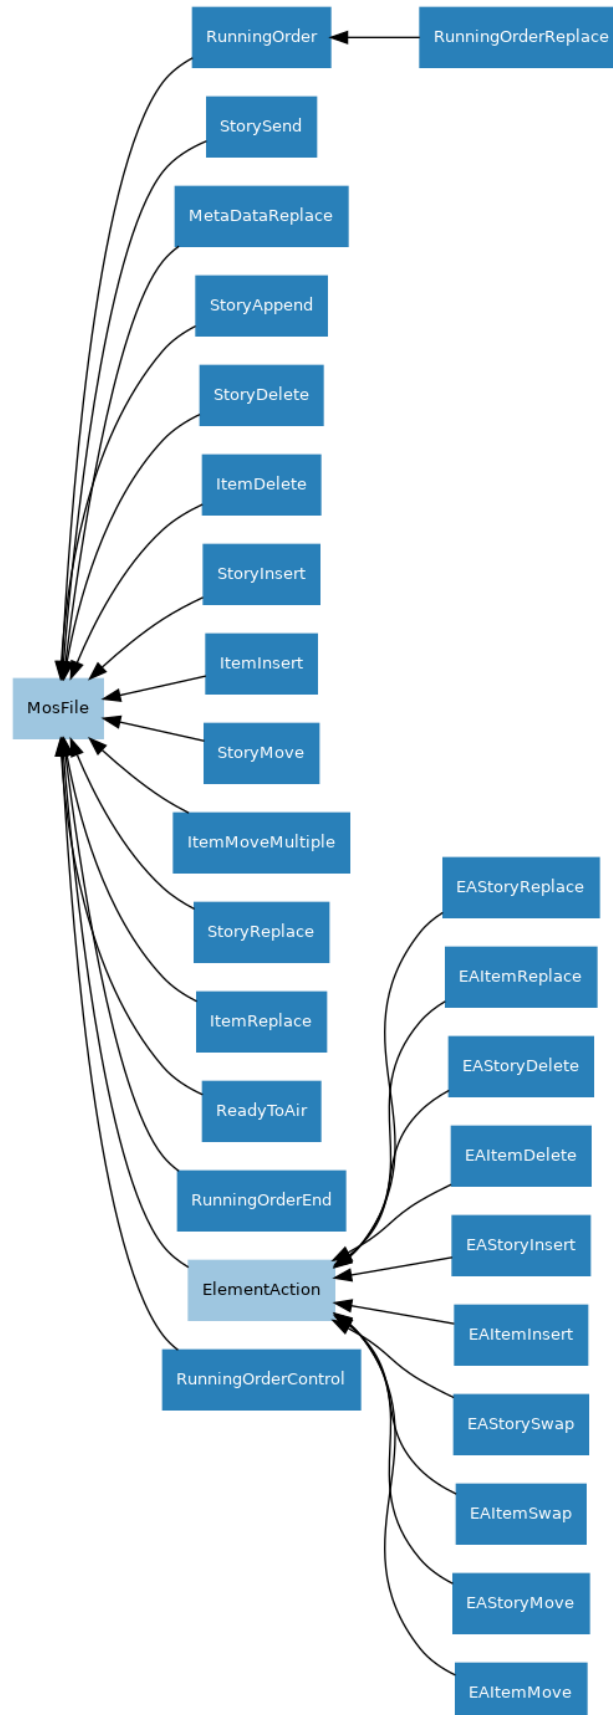 RunningOrder
RunningOrderReplace
StorySend
MetaDataReplace
StoryAppend
StoryDelete
ItemDelete
StoryInsert
ItemInsert
MosFile
StoryMove
ItemMoveMultiple
EAStoryReplace
StoryReplace
EAItemReplace
ItemReplace
EAStoryDelete
ReadyToAir
EAItemDelete
RunningOrderEnd
EAStoryInsert
ElementAction
EAItemInsert
RunningOrderControl
EAStorySwap
EAItemSwap
EAStoryMove
EAItemMove